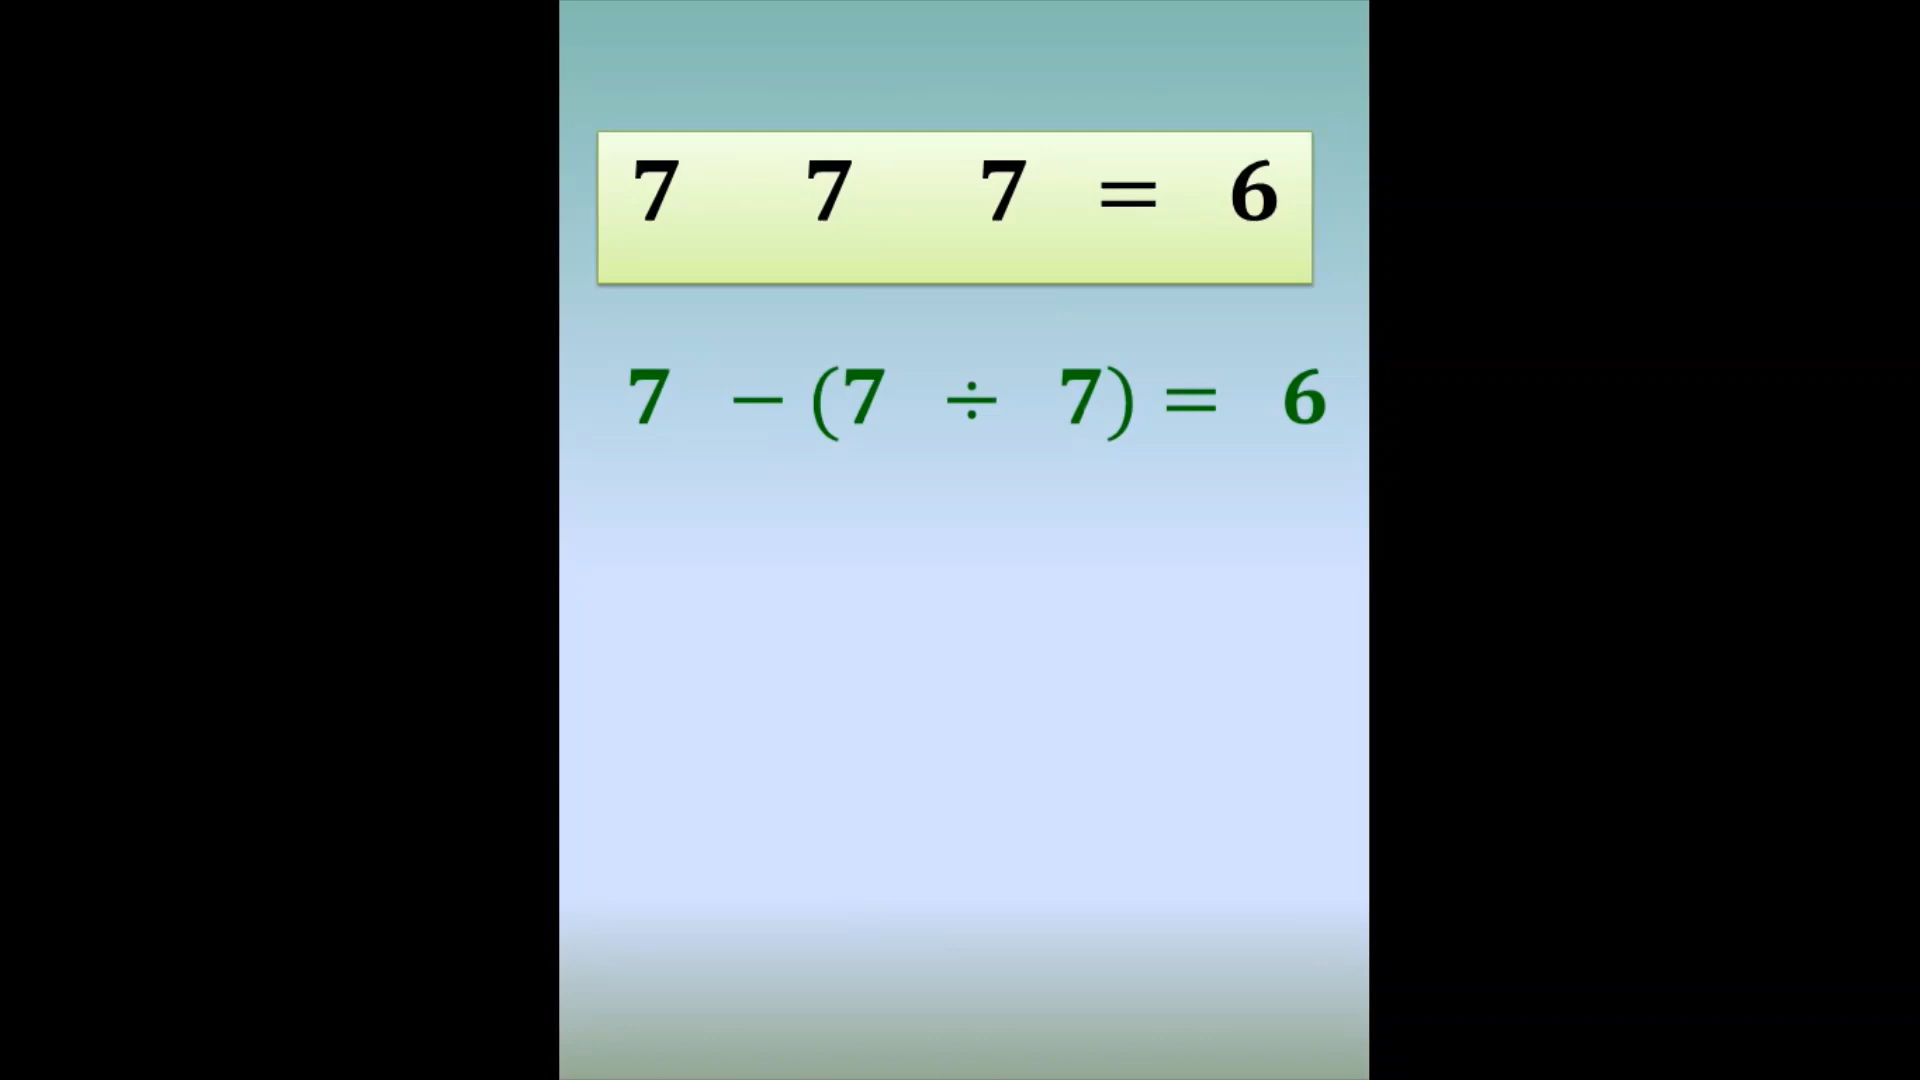 7 7 7 = 6
7 − (7 ÷ 7) = 6